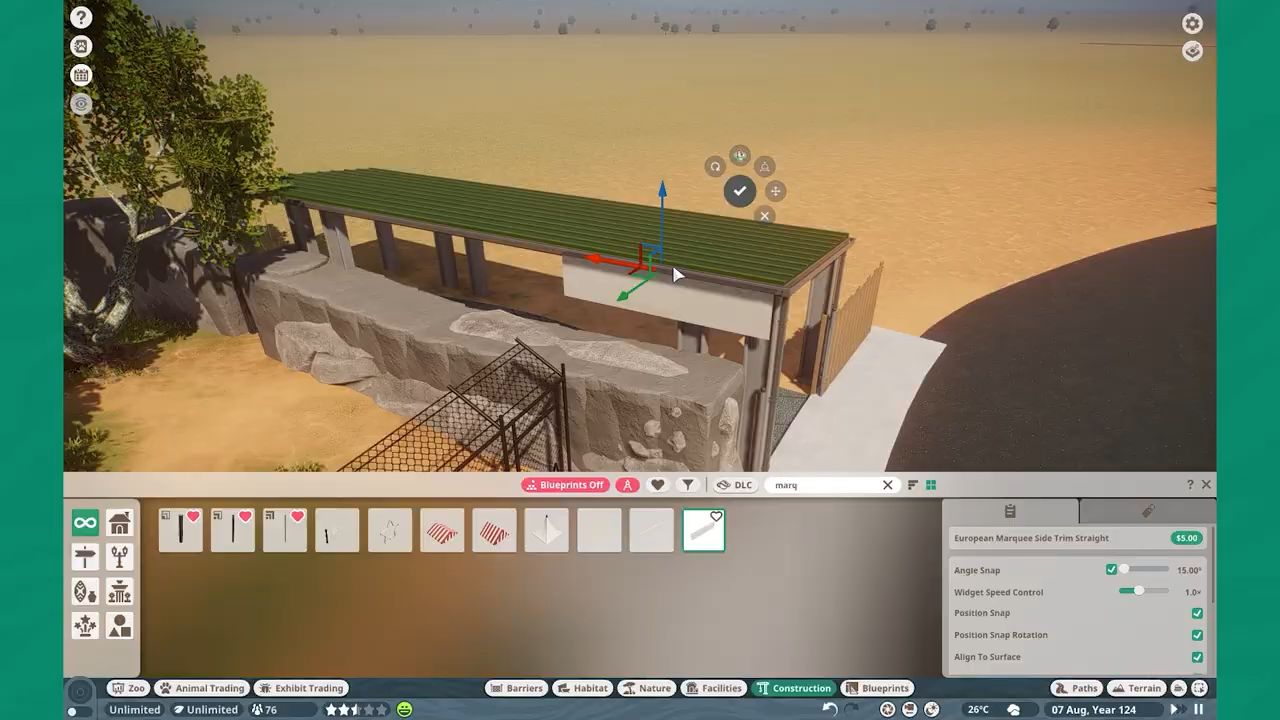 Blueprints Off
DLC
marq
?
European Marquee Side Trim Straight
$5.00
Angle Snap
15.00°
Widget Speed Control
1.0×
Position Snap
Position Snap Rotation
Align To Surface
Zoo
Animal Trading
Exhibit Trading
Barriers
Habitat
Nature
Facilities
Construction
Blueprints
Paths
Terrain
Unlimited
Unlimited
76
26°C
07 Aug, Year 124